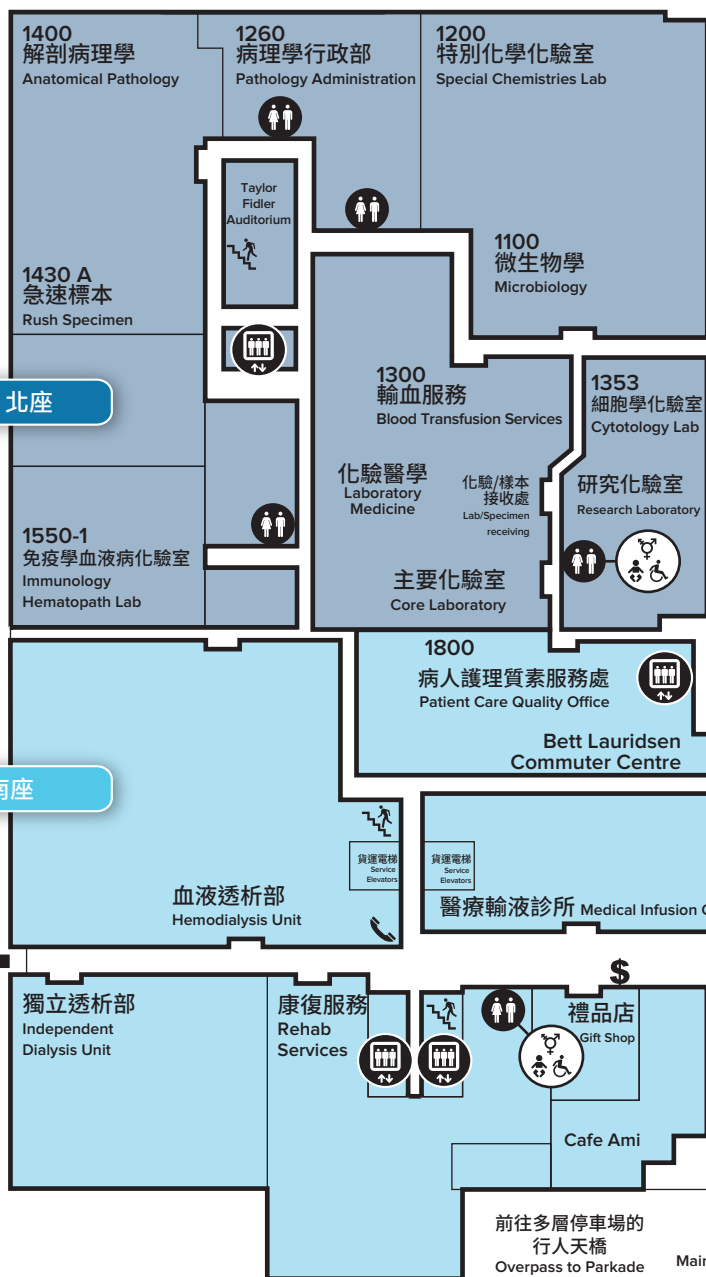 1400
解剖病理學
Anatomical Pathology
1260
病理學行政部
Pathology Administration
1200
特別化學化驗室
Special Chemistries Lab
Taylor
Fidler
Auditorium
1100
微生物學
Microbiology
1430 A
急速標本
Rush Specimen
北座
1300
輸血服務
Blood Transfusion Services
1353
細胞學化驗室
Cytotology Lab
化驗醫學
Laboratory
Medicine
化驗/樣本
接收處
Lab/Specimen
receiving
研究化驗室
Research Laboratory
1550-1
免疫學血液病化驗室
Immunology
Hematopath Lab
主要化驗室
Core Laboratory
1800
病人護理質素服務處
Patient Care Quality Office
Bett Lauridsen
Commuter Centre
南座
貨運電梯
Service
Elevators
貨運電梯
Service
Elevators
血液透析部
Hemodialysis Unit
醫療輸液診所 Medical Infusion C
$
獨立透析部
Independent
Dialysis Unit
康復服務
Rehab
Services
禮品店
Gift Shop
Cafe Ami
前往多層停車場的
行人天橋
Overpass to Parkade
Main